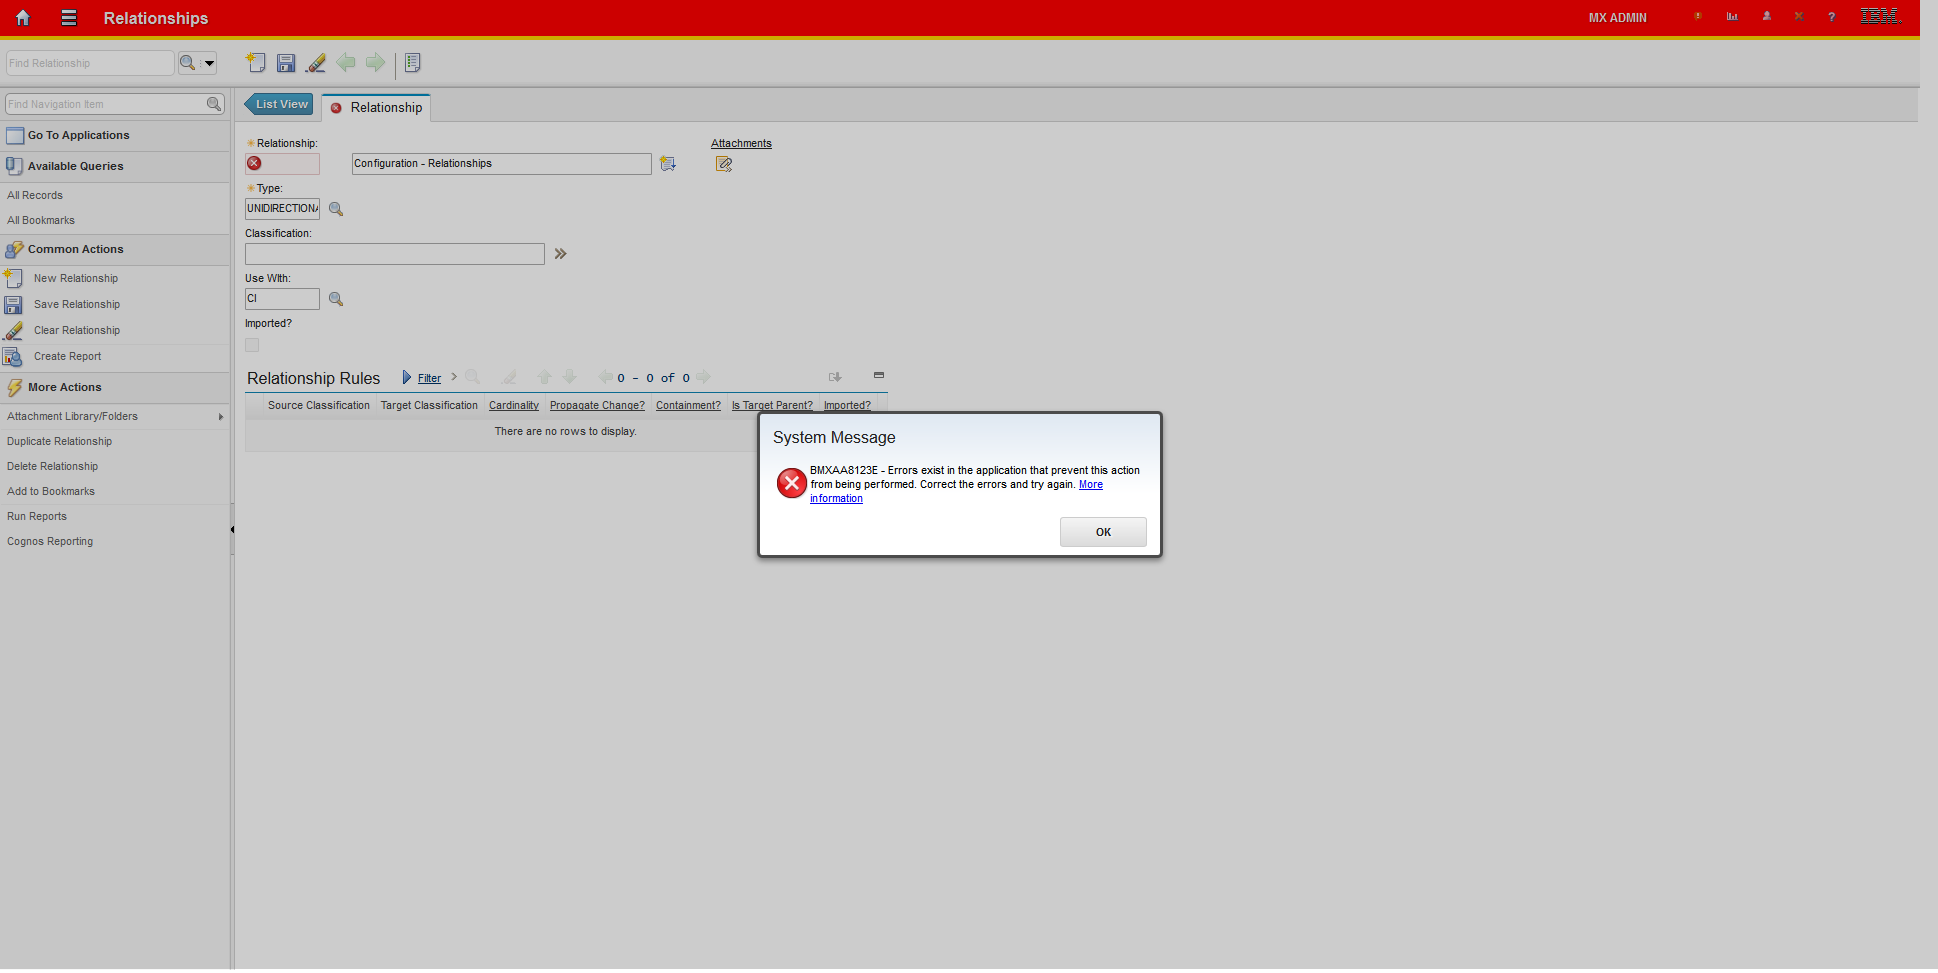 Relationships
MX ADMIN
?
IBM.
Find Relationship
Find Navigation Item
List View
Relationship
Go To Applications
Available Queries
All Records
All Bookmarks
Common Actions
New Relationship
Save Relationship
Clear Relationship
Create Report
More Actions
Attachment Library/Folders
Duplicate Relationship
Delete Relationship
Add to Bookmarks
Run Reports
Cognos Reporting
Relationship:
Configuration - Relationships
Attachments
Type:
UNIDIRECTIONA
Classification:
Use With:
CI
Imported?
Relationship Rules Filter 0 - 0 of 0
Source Classification Target Classification Cardinality Propagate Change? Containment? Is Target Parent? Imported?
There are no rows to display.
System Message
BMXAA8123E - Errors exist in the application that prevent this action
from being performed. Correct the errors and try again. More
information
OK